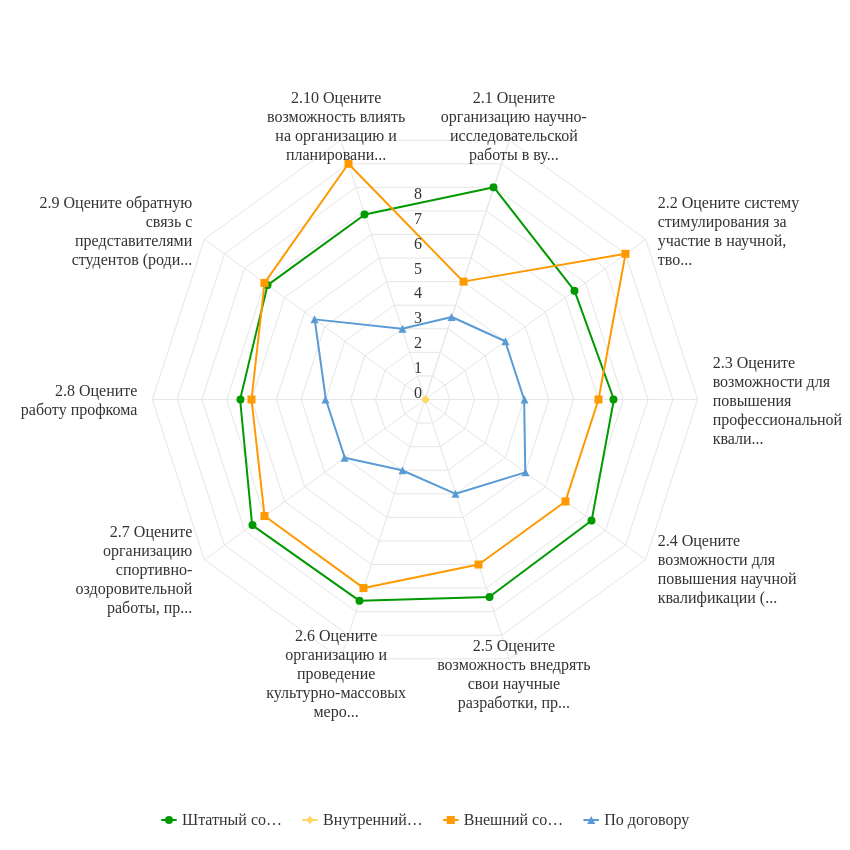 2.10 Оцените
возможность влиять
на организацию и
планировани...
2.1 Оцените
организацию научно-
исследовательской
работы в ву...
2.9 Оцените обратную
связь с
представителями
студентов (роди...
2.2 Оцените систему
стимулирования за
участие в научной,
тво...
8
7
6
5
4
3
2
1
0
2.8 Оцените
работу профкома
2.3 Оцените
возможности для
повышения
профессиональной
квали...
2.7 Оцените
организацию
спортивно-
оздоровительной
работы, пр...
2.4 Оцените
возможности для
повышения научной
квалификации (...
2.6 Оцените
организацию и
проведение
культурно-массовых
меро...
2.5 Оцените
возможность внедрять
свои научные
разработки, пр...
Штатный со… Внутренний… Внешний со… По договору